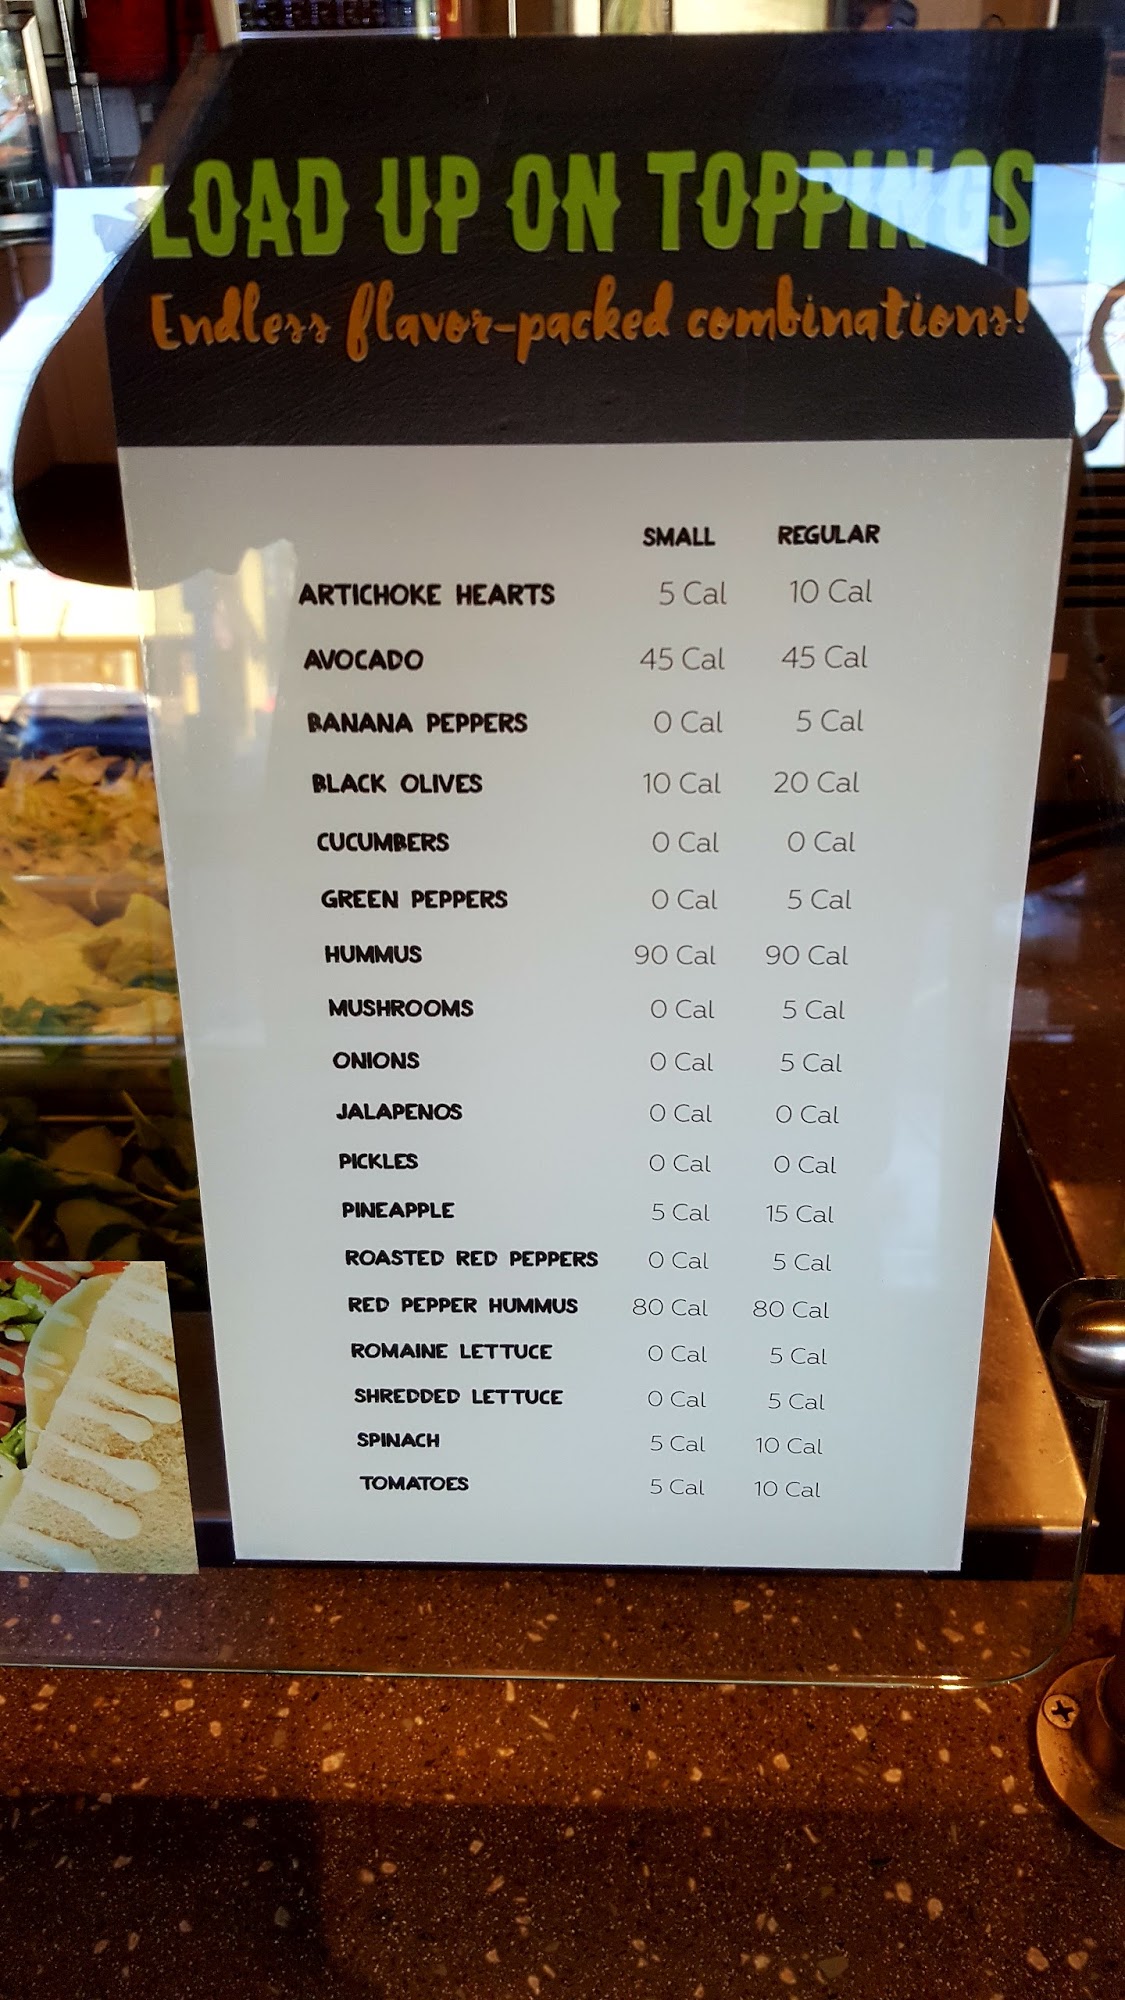 LOAD UP ON TOPPINGS
Endless flavor-packed combinations!
SMALL REGULAR
ARTICHOKE HEARTS 5 Cal 10 Cal
AVOCADO 45 Cal 45 Cal
BANANA PEPPERS 0 Cal 5 Cal
BLACK OLIVES 10 Cal 20 Cal
CUCUMBERS 0 Cal 0 Cal
GREEN PEPPERS 0 Cal 5 Cal
HUMMUS 90 Cal 90 Cal
MUSHROOMS 0 Cal 5 Cal
ONIONS 0 Cal 5 Cal
JALAPENOS 0 Cal 0 Cal
PICKLES 0 Cal 0 Cal
PINEAPPLE 5 Cal 15 Cal
ROASTED RED PEPPERS 0 Cal 5 Cal
RED PEPPER HUMMUS 80 Cal 80 Cal
ROMAINE LETTUCE 0 Cal 5 Cal
SHREDDED LETTUCE 0 Cal 5 Cal
SPINACH 5 Cal 10 Cal
TOMATOES 5 Cal 10 Cal